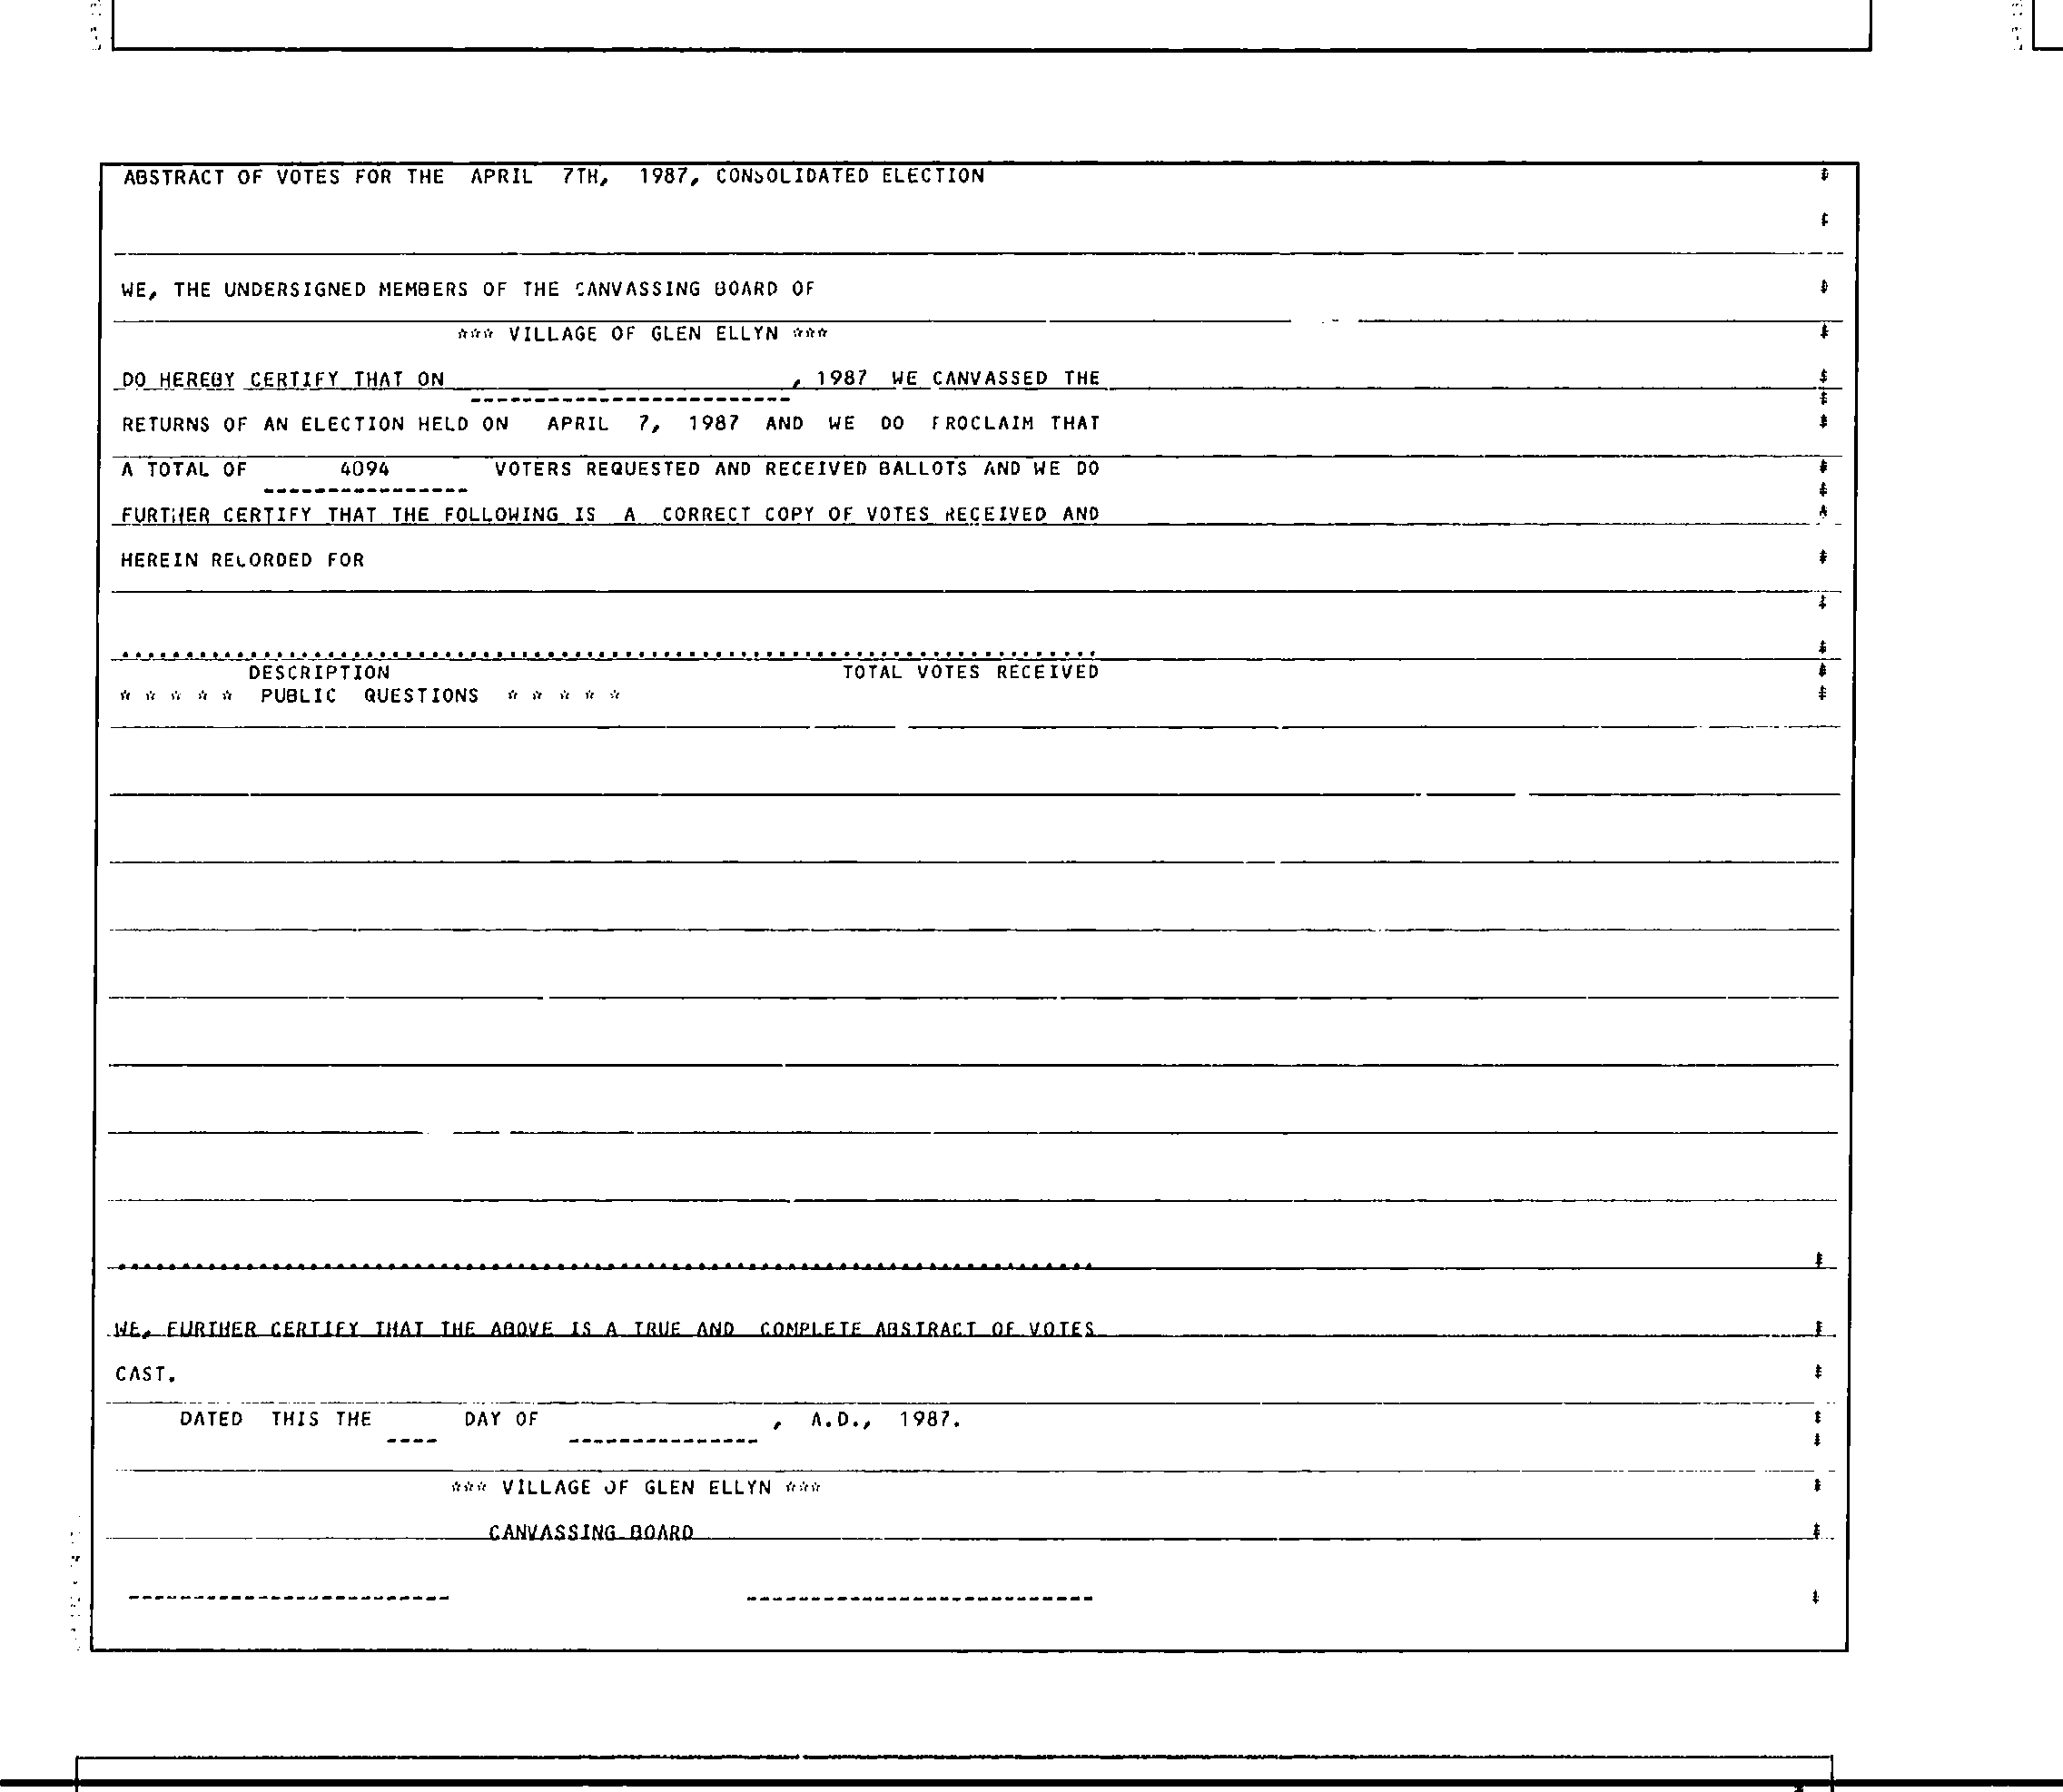 ABSTRACT OF VOTES FOR THE APRIL 7TH, 1987, CONSOLIDATED ELECTION
WE, THE UNDERSIGNED MEMBERS OF THE CANVASSING BOARD OF
*** VILLAGE OF GLEN ELLYN ***
DO HEREBY CERTIFY THAT ON , 1987 WE CANVASSED THE
RETURNS OF AN ELECTION HELD ON APRIL 7, 1987 AND WE DO PROCLAIM THAT
A TOTAL OF 4094 VOTERS REQUESTED AND RECEIVED BALLOTS AND WE DO
FURTHER CERTIFY THAT THE FOLLOWING IS A CORRECT COPY OF VOTES RECEIVED AND
HEREIN RECORDED FOR
DESCRIPTION TOTAL VOTES RECEIVED
* * * * * PUBLIC QUESTIONS * * * * *
WE, FURTHER CERTIFY THAT THE ABOVE IS A TRUE AND COMPLETE ABSTRACT OF VOTES
CAST.
DATED THIS THE ---- DAY OF --------------- , A.D., 1987.
*** VILLAGE OF GLEN ELLYN ***
CANVASSING BOARD